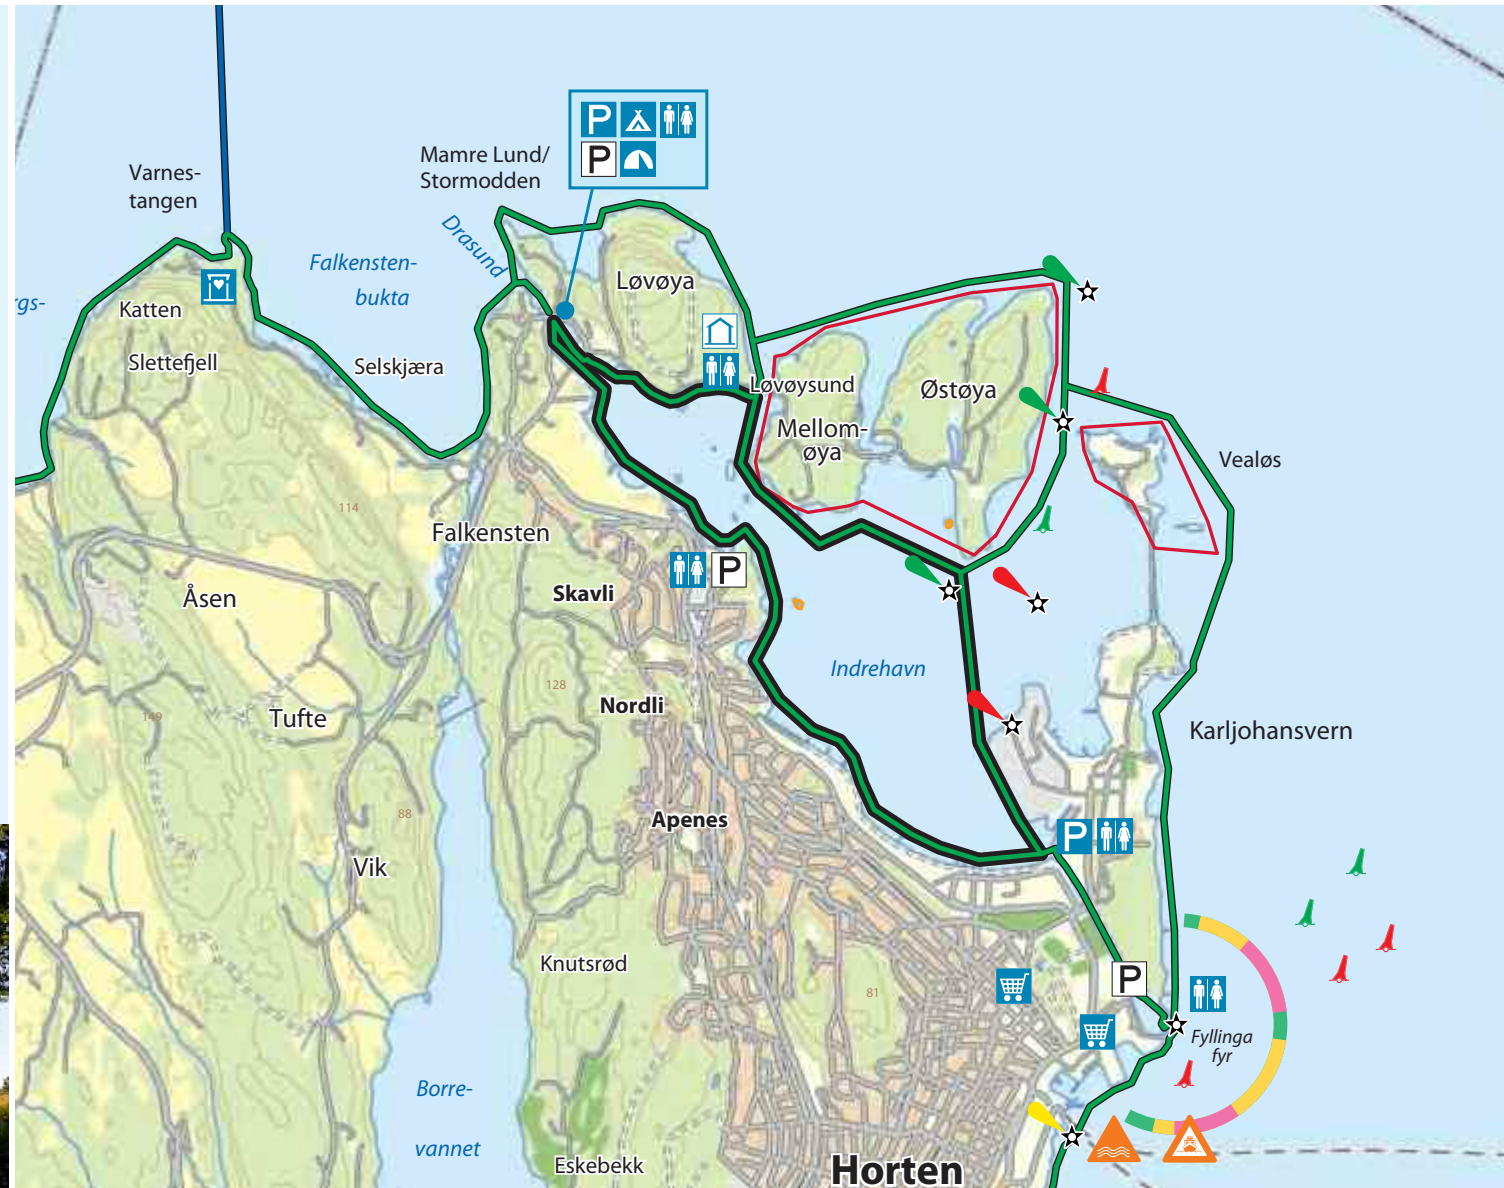 P
P
Mamre Lund/
Stormodden
Varnes-
tangen
Drasund
Falkensten-
bukta
Løvøya
rgs-
Katten
Slettefjell
Selskjæra
Løvøysund
Østøya
Mellom-
øya
Vealøs
114
Falkensten
P
Skavli
Åsen
Indrehavn
128
Nordli
149
Tufte
Karljohansvern
88
Apenes
P
Vik
Knutsrød
P
81
Fyllinga
fyr
Borre-
vannet
Eskebekk
Horten